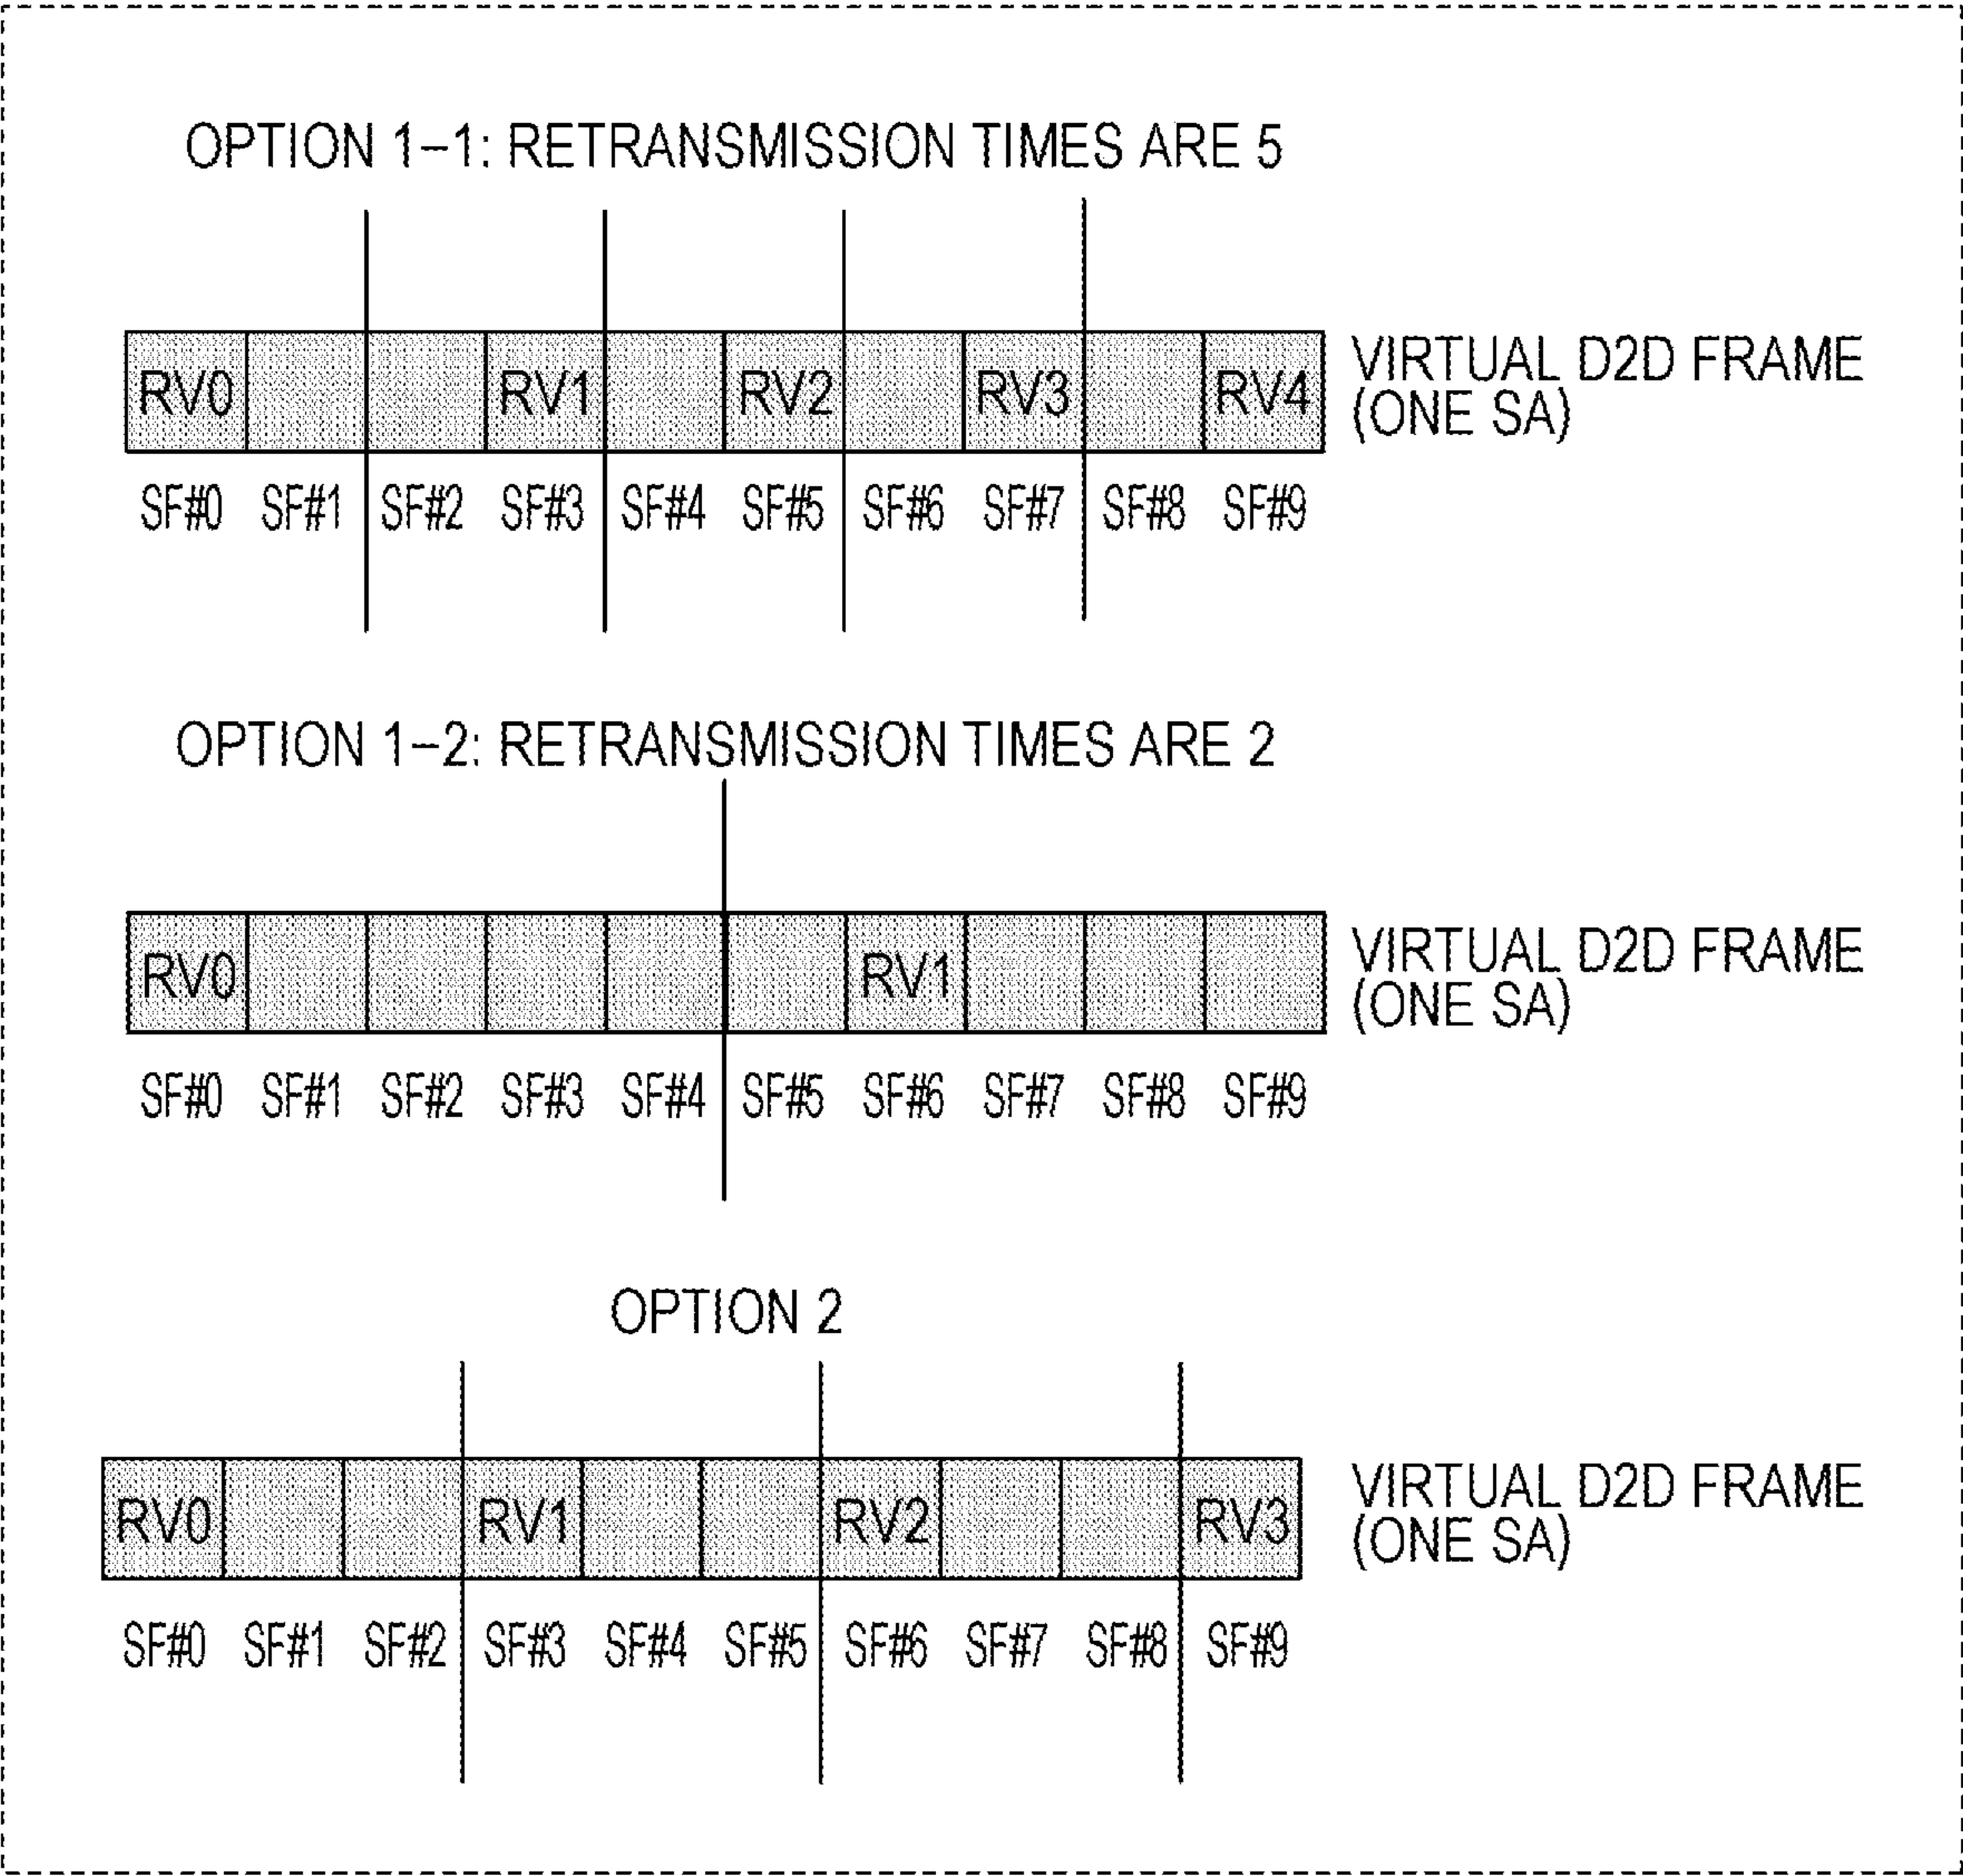 OPTION 1–1: RETRANSMISSION TIMES ARE 5
RV0 RV1 RV2 RV3 RV4
VIRTUAL D2D FRAME
(ONE SA)
SF#0 SF#1 SF#2 SF#3 SF#4 SF#5 SF#6 SF#7 SF#8 SF#9
OPTION 1–2: RETRANSMISSION TIMES ARE 2
RV0 RV1
VIRTUAL D2D FRAME
(ONE SA)
SF#0 SF#1 SF#2 SF#3 SF#4 SF#5 SF#6 SF#7 SF#8 SF#9
OPTION 2
RV0 RV1 RV2 RV3
VIRTUAL D2D FRAME
(ONE SA)
SF#0 SF#1 SF#2 SF#3 SF#4 SF#5 SF#6 SF#7 SF#8 SF#9